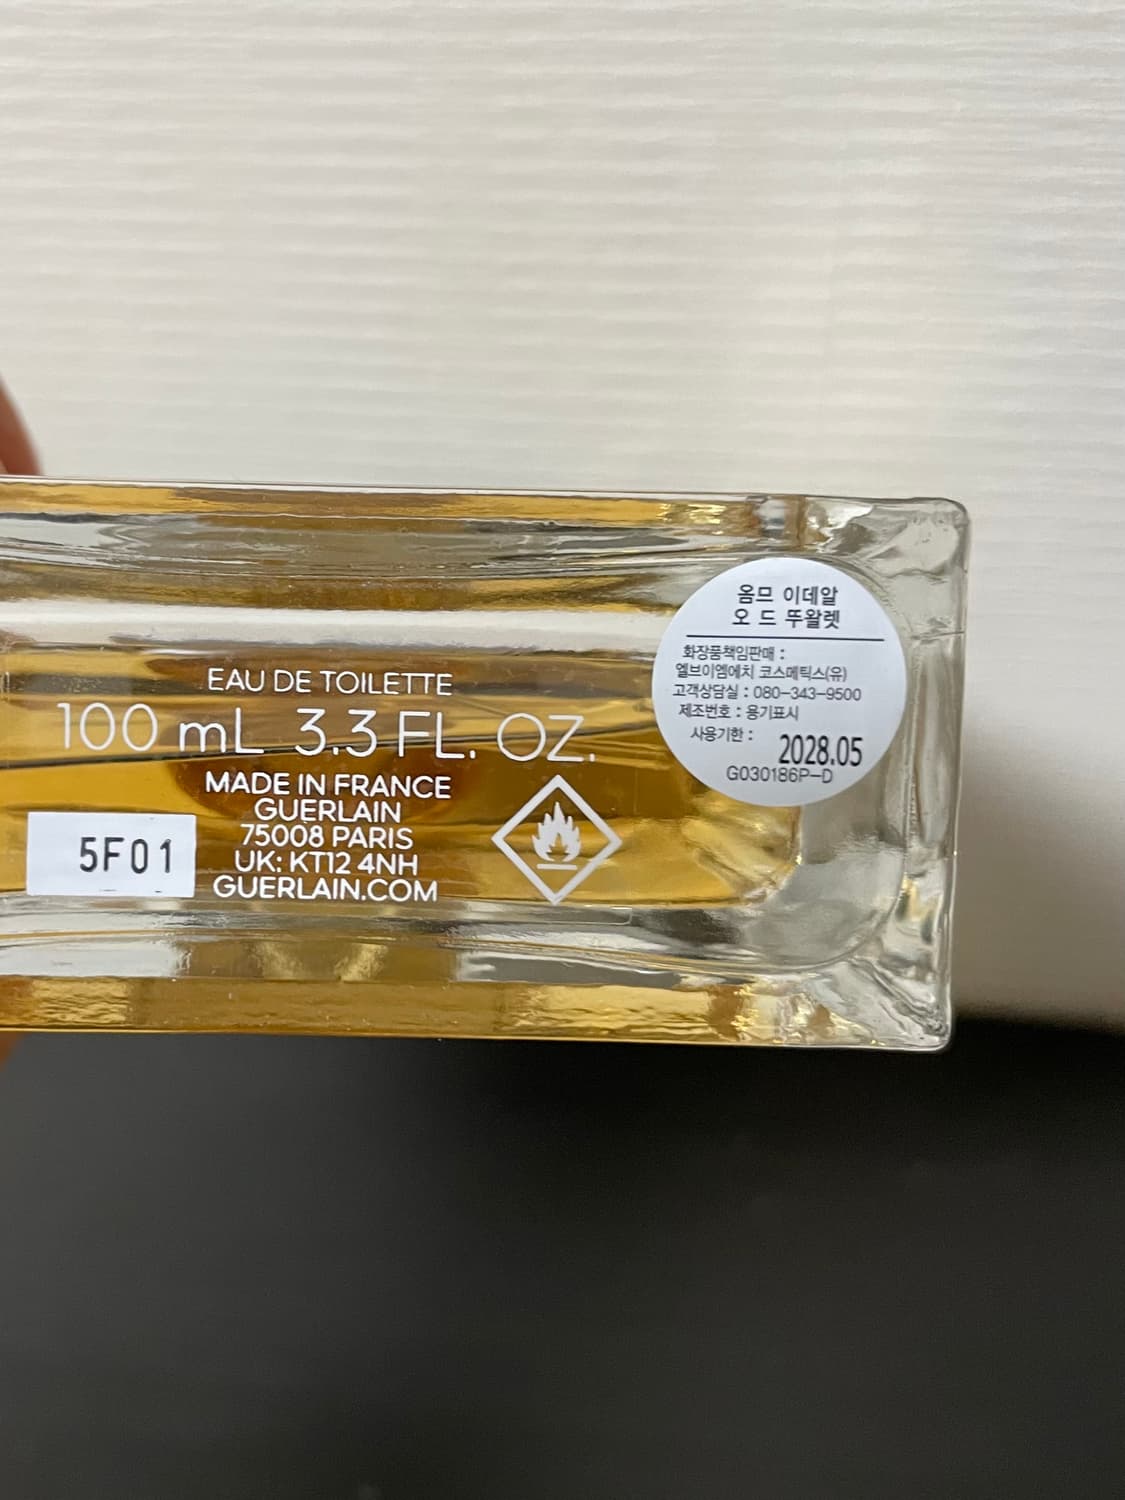 EAU DE TOILETTE
100 mL 3.3 FL. OZ.
MADE IN FRANCE
GUERLAIN
75008 PARIS
UK: KT12 4NH
GUERLAIN.COM
5F01
옴므 이데알
오 드 뚜왈렛
화장품책임판매 :
엘브이엠에치 코스메틱스(유)
고객상담실 : 080-343-9500
제조번호 : 용기표시
사용기한 : 2028.05
G030186P-D